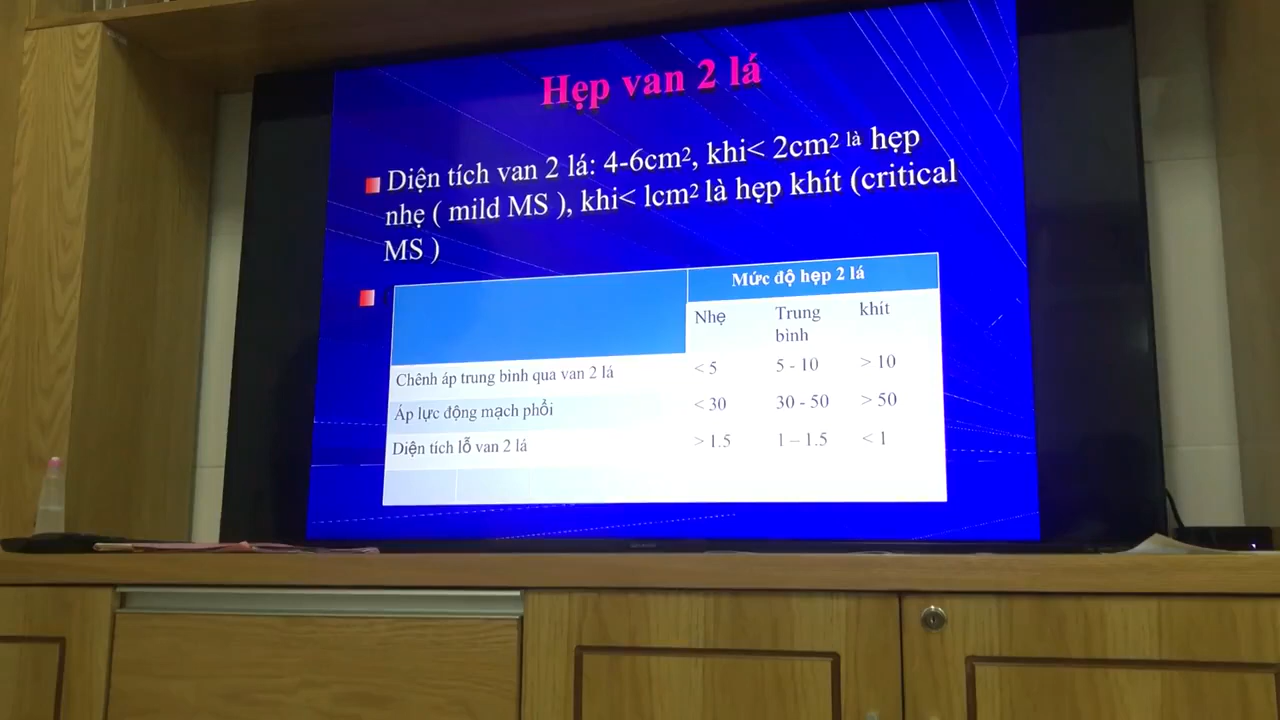 Hẹp van 2 lá
Diện tích van 2 lá: 4-6cm², khi< 2cm² là hẹp
nhẹ ( mild MS ), khi< lcm² là hẹp khít (critical
MS )
Mức độ hẹp 2 lá
Nhẹ Trung bình khít
Chênh áp trung bình qua van 2 lá < 5 5 - 10 > 10
Áp lực động mạch phổi < 30 30 - 50 > 50
Diện tích lỗ van 2 lá > 1.5 1 – 1.5 < 1